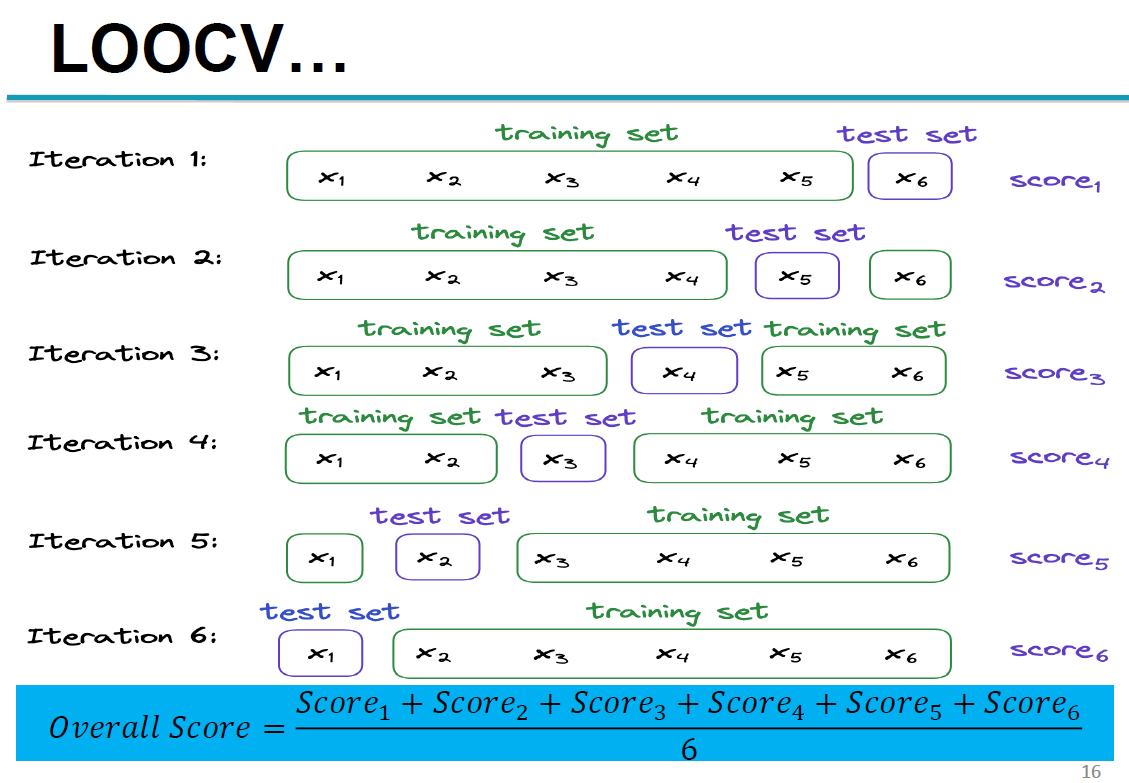 LOOCV...
training set test set
Iteration 1: x₁ x₂ x₃ x₄ x₅ x₆ score₁
training set test set
Iteration 2: x₁ x₂ x₃ x₄ x₅ x₆ score₂
training set test set training set
Iteration 3: x₁ x₂ x₃ x₄ x₅ x₆ score₃
training set test set training set
Iteration 4: x₁ x₂ x₃ x₄ x₅ x₆ score₄
test set training set
Iteration 5: x₁ x₂ x₃ x₄ x₅ x₆ score₅
test set training set
Iteration 6: x₁ x₂ x₃ x₄ x₅ x₆ score₆
Score₁ + Score₂ + Score₃ + Score₄ + Score₅ + Score₆
Overall Score =
6
16